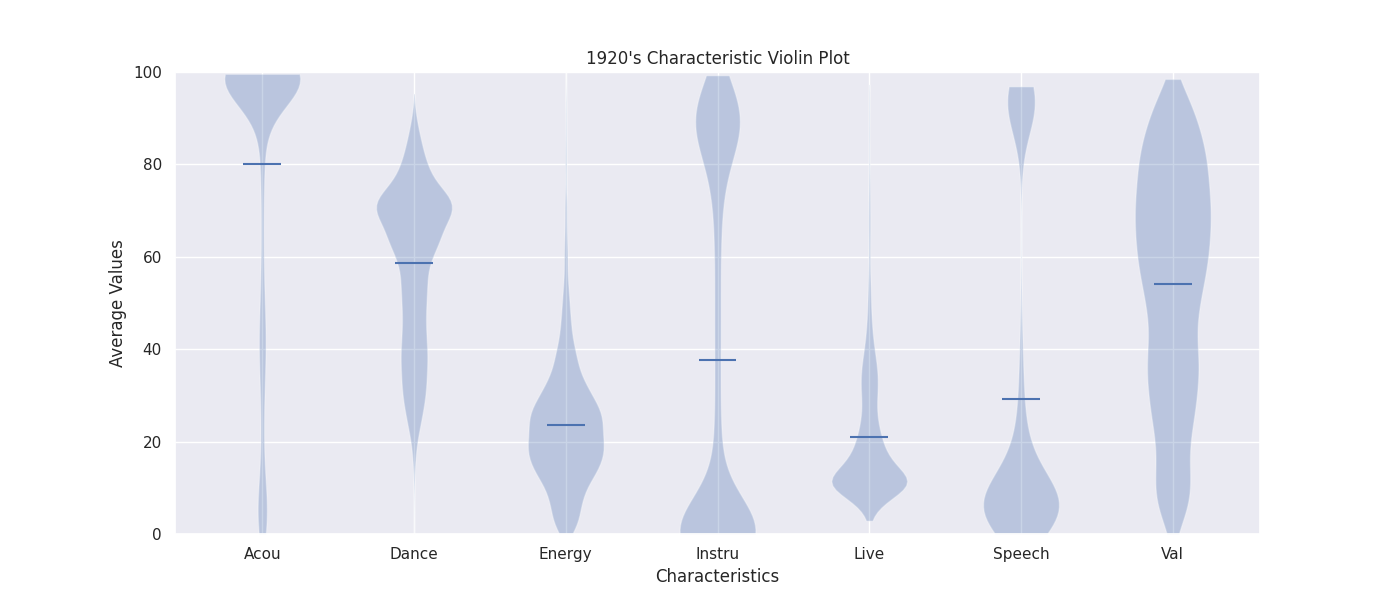 1920's Characteristic Violin Plot
100
80
60
40
20
0
Average Values
Acou Dance Energy Instru Live Speech Val
Characteristics